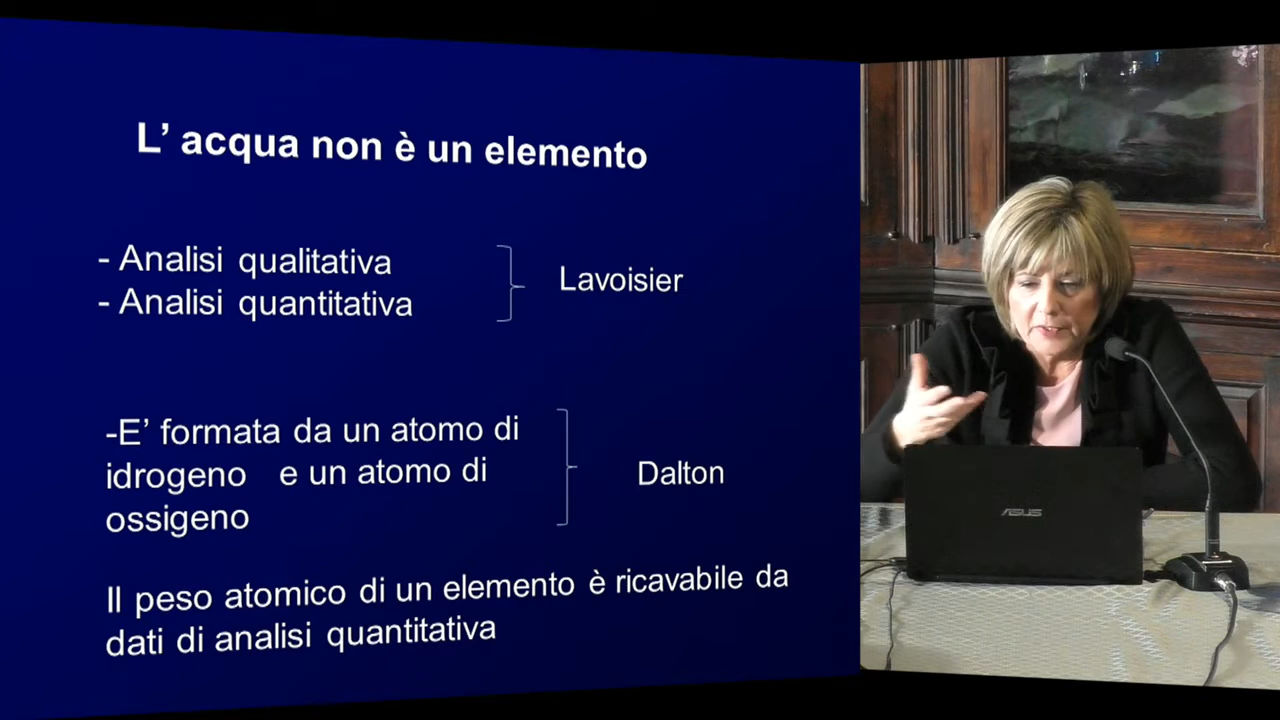 L’ acqua non è un elemento
- Analisi qualitativa
- Analisi quantitativa
Lavoisier
-E’ formata da un atomo di
idrogeno e un atomo di
ossigeno
Dalton
Il peso atomico di un elemento è ricavabile da
dati di analisi quantitativa
ASUS